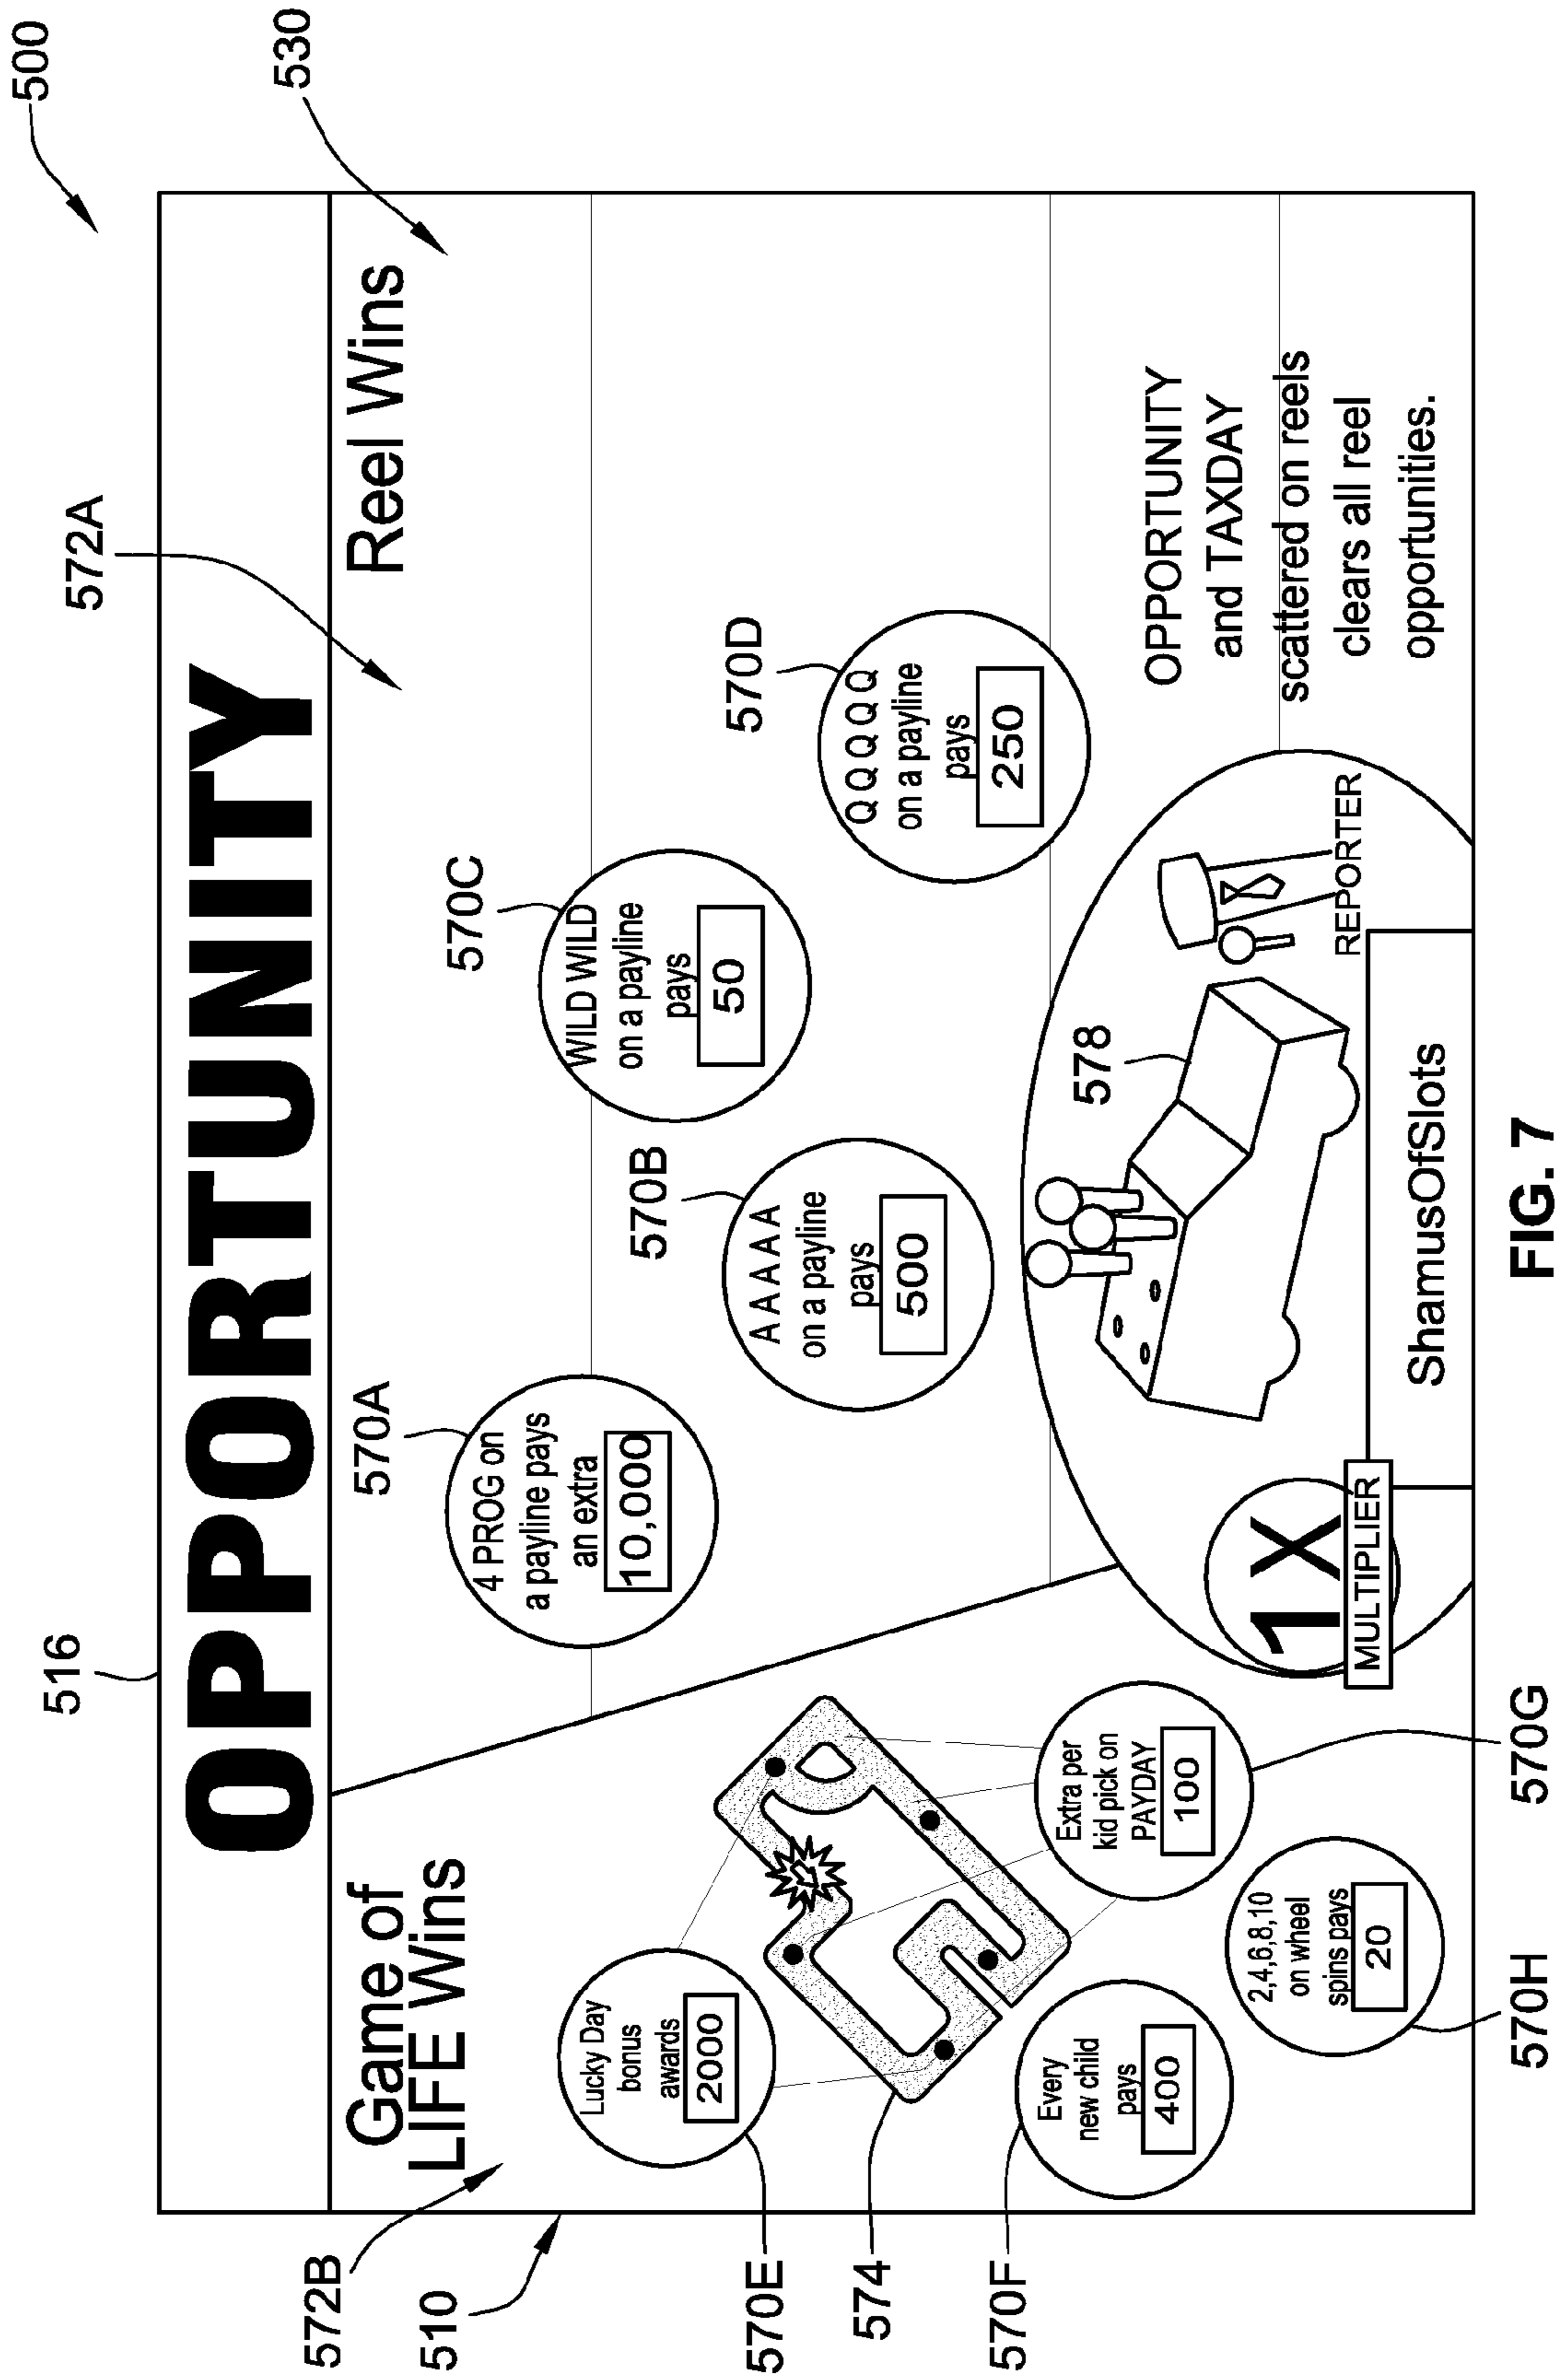 500
530
572A
516
OPPORTUNITY
572B
Game of
LIFE Wins
Reel Wins
510
570A
4 PROG on
a payline pays
an extra
10,000
570C
WILD WILD
on a payline
pays
50
570B
A A A A A
on a payline
pays
500
570D
Q Q Q Q Q
on a payline
pays
250
570E
Lucky Day
bonus
awards
2000
574
570F
Every
new child
pays
400
Extra per
kid pick on
PAYDAY
100
570G
2,4,6,8,10
on wheel
spins pays
20
570H
578
1X
MULTIPLIER
REPORTER
ShamusOfSlots
OPPORTUNITY
and TAXDAY
scattered on reels
clears all reel
opportunities.
FIG. 7